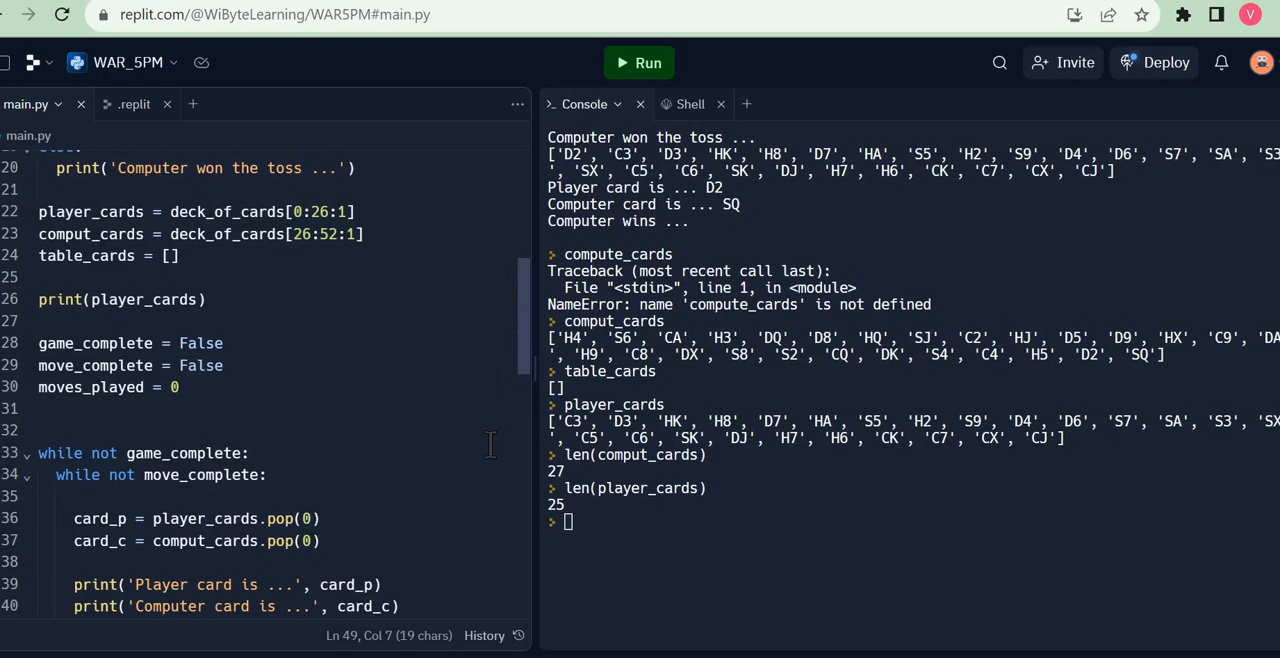 replit.com/@WiByteLearning/WAR5PM#main.py
V
WAR_5PM
Run
Invite
Deploy
main.py
.replit
main.py
20 print('Computer won the toss ...')
21
22 player_cards = deck_of_cards[0:26:1]
23 comput_cards = deck_of_cards[26:52:1]
24 table_cards = []
25
26 print(player_cards)
27
28 game_complete = False
29 move_complete = False
30 moves_played = 0
31
32
33 while not game_complete:
34 while not move_complete:
35
36 card_p = player_cards.pop(0)
37 card_c = comput_cards.pop(0)
38
39 print('Player card is ...', card_p)
40 print('Computer card is ...', card_c)
Ln 49, Col 7 (19 chars) History
Console
Shell
Computer won the toss ...
['D2', 'C3', 'D3', 'HK', 'H8', 'D7', 'HA', 'S5', 'H2', 'S9', 'D4', 'D6', 'S7', 'SA', 'S3
', 'SX', 'C5', 'C6', 'SK', 'DJ', 'H7', 'H6', 'CK', 'C7', 'CX', 'CJ']
Player card is ... D2
Computer card is ... SQ
Computer wins ...
compute_cards
Traceback (most recent call last):
File "<stdin>", line 1, in <module>
NameError: name 'compute_cards' is not defined
comput_cards
['H4', 'S6', 'CA', 'H3', 'DQ', 'D8', 'HQ', 'SJ', 'C2', 'HJ', 'D5', 'D9', 'HX', 'C9', 'DA
', 'H9', 'C8', 'DX', 'S8', 'S2', 'CQ', 'DK', 'S4', 'C4', 'H5', 'D2', 'SQ']
table_cards
[]
player_cards
['C3', 'D3', 'HK', 'H8', 'D7', 'HA', 'S5', 'H2', 'S9', 'D4', 'D6', 'S7', 'SA', 'S3', 'SX
', 'C5', 'C6', 'SK', 'DJ', 'H7', 'H6', 'CK', 'C7', 'CX', 'CJ']
len(comput_cards)
27
len(player_cards)
25